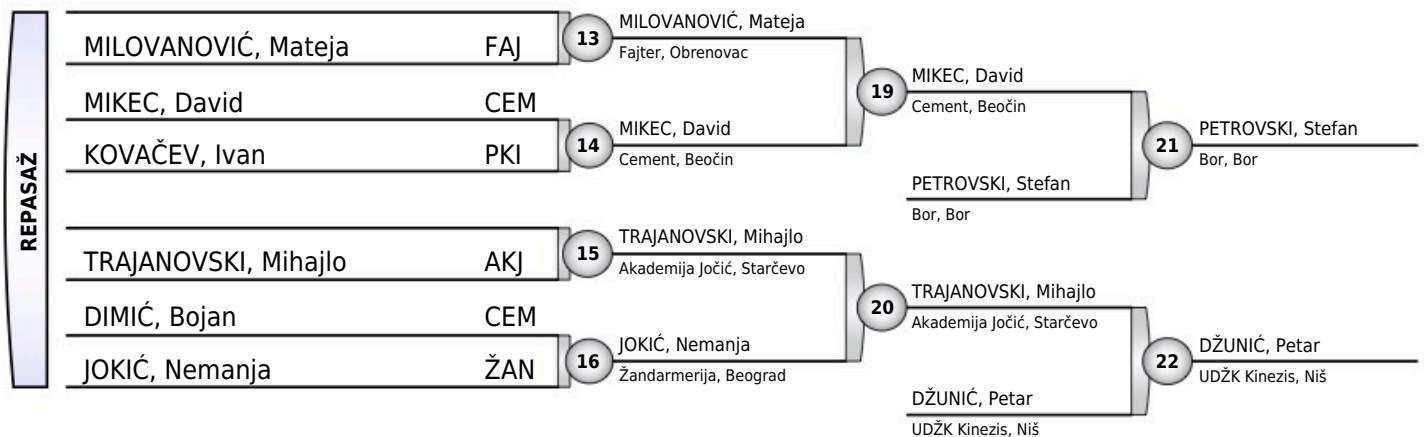 REPASAŽ
MILOVANOVIĆ, Mateja FAJ
MIKEC, David CEM
KOVAČEV, Ivan PKI
TRAJANOVSKI, Mihajlo AKJ
DIMIĆ, Bojan CEM
JOKIĆ, Nemanja ŽAN
13
MILOVANOVIĆ, Mateja
Fajter, Obrenovac
14
MIKEC, David
Cement, Beočin
15
TRAJANOVSKI, Mihajlo
Akademija Jočić, Starčevo
16
JOKIĆ, Nemanja
Žandarmerija, Beograd
19
MIKEC, David
Cement, Beočin
PETROVSKI, Stefan
Bor, Bor
20
TRAJANOVSKI, Mihajlo
Akademija Jočić, Starčevo
DŽUNIĆ, Petar
UDŽK Kinezis, Niš
21
PETROVSKI, Stefan
Bor, Bor
22
DŽUNIĆ, Petar
UDŽK Kinezis, Niš